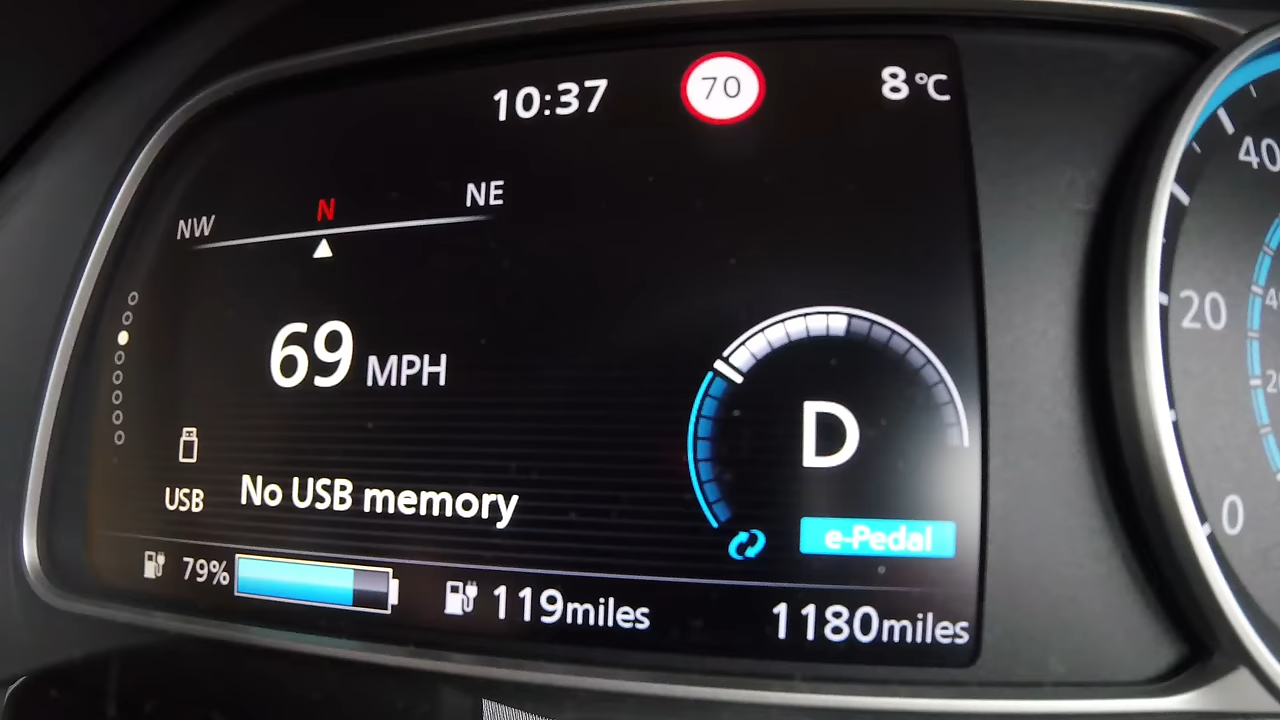 10:37
70
8°C
NW N NE
69 MPH
USB
No USB memory
D
e-Pedal
79%
119miles
1180miles
40
20
0